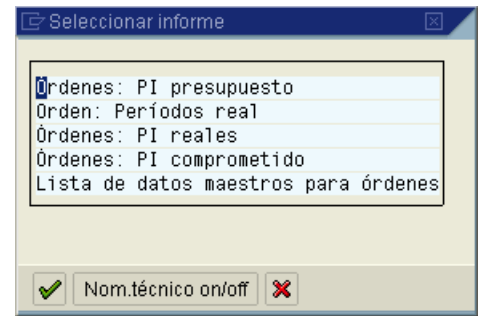 Seleccionar informe
Órdenes: PI presupuesto
Orden: Períodos real
Órdenes: PI reales
Órdenes: PI comprometido
Lista de datos maestros para órdenes
Nom.técnico on/off